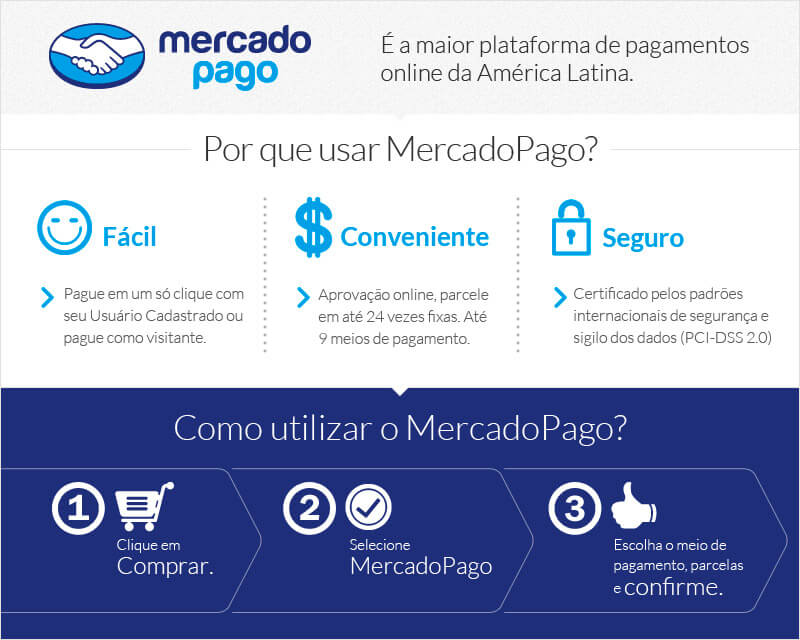 mercado
pago
É a maior plataforma de pagamentos
online da América Latina.
Por que usar MercadoPago?
Fácil
Pague em um só clique com
seu Usuário Cadastrado ou
pague como visitante.
$ Conveniente
Aprovação online, parcele
em até 24 vezes fixas. Até
9 meios de pagamento.
Seguro
Certificado pelos padrões
internacionais de segurança e
sigilo dos dados (PCI-DSS 2.0)
Como utilizar o MercadoPago?
1
Clique em
Comprar.
2
Selecione
MercadoPago
3
Escolha o meio de
pagamento, parcelas
e confirme.